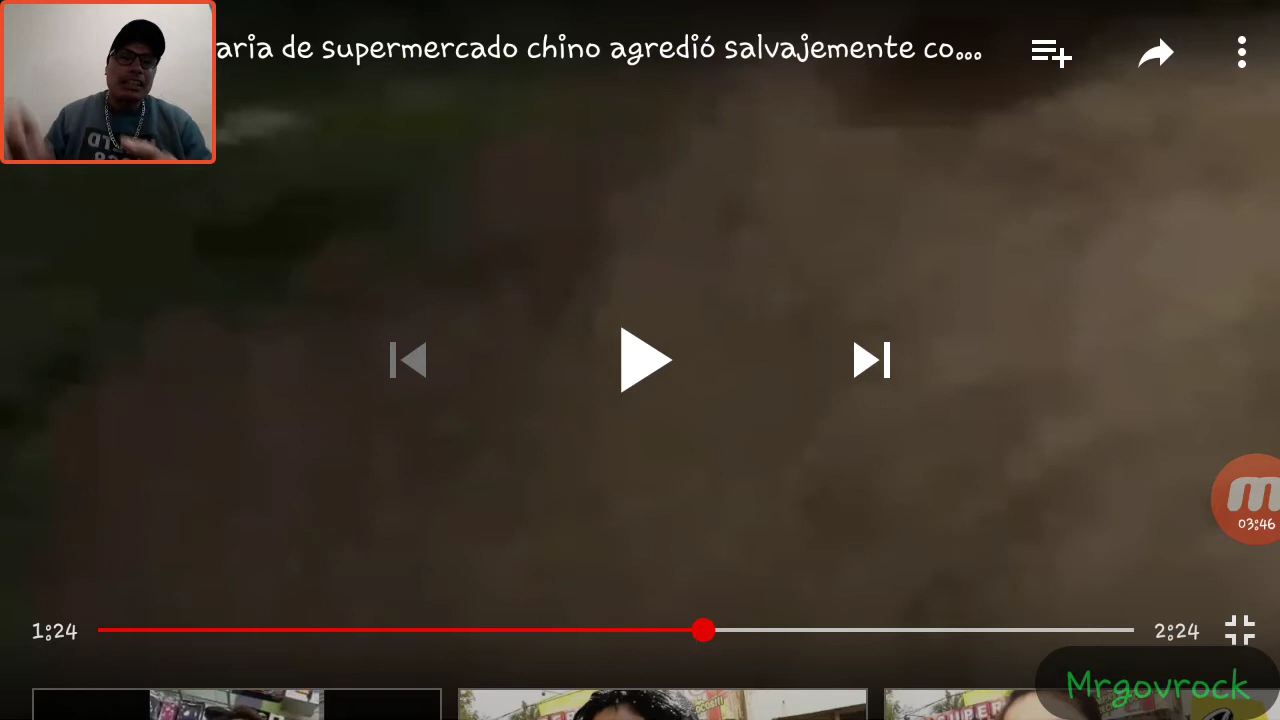 aria de supermercado chino agredió salvajemente co...
03:46
1:24
2:24
Mrgovrock